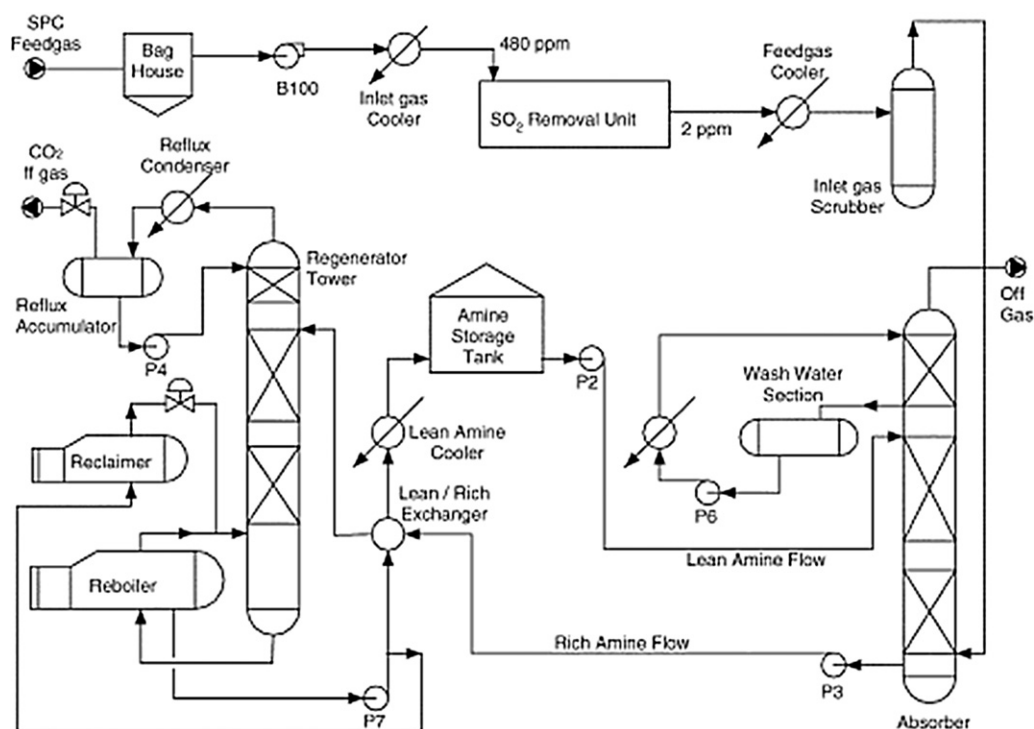 SPC
Feedgas
Bag
House
B100
Inlet gas
Cooler
480 ppm
SO₂ Removal Unit
2 ppm
Feedgas
Cooler
Inlet gas
Scrubber
CO₂
ff gas
Reflux
Condenser
Reflux
Accumulator
P4
Regenerator
Tower
Amine
Storage
Tank
P2
Off
Gas
Wash Water
Section
P6
Lean Amine
Cooler
Reclaimer
Lean / Rich
Exchanger
Reboiler
Lean Amine Flow
Rich Amine Flow
P3
P7
Absorber